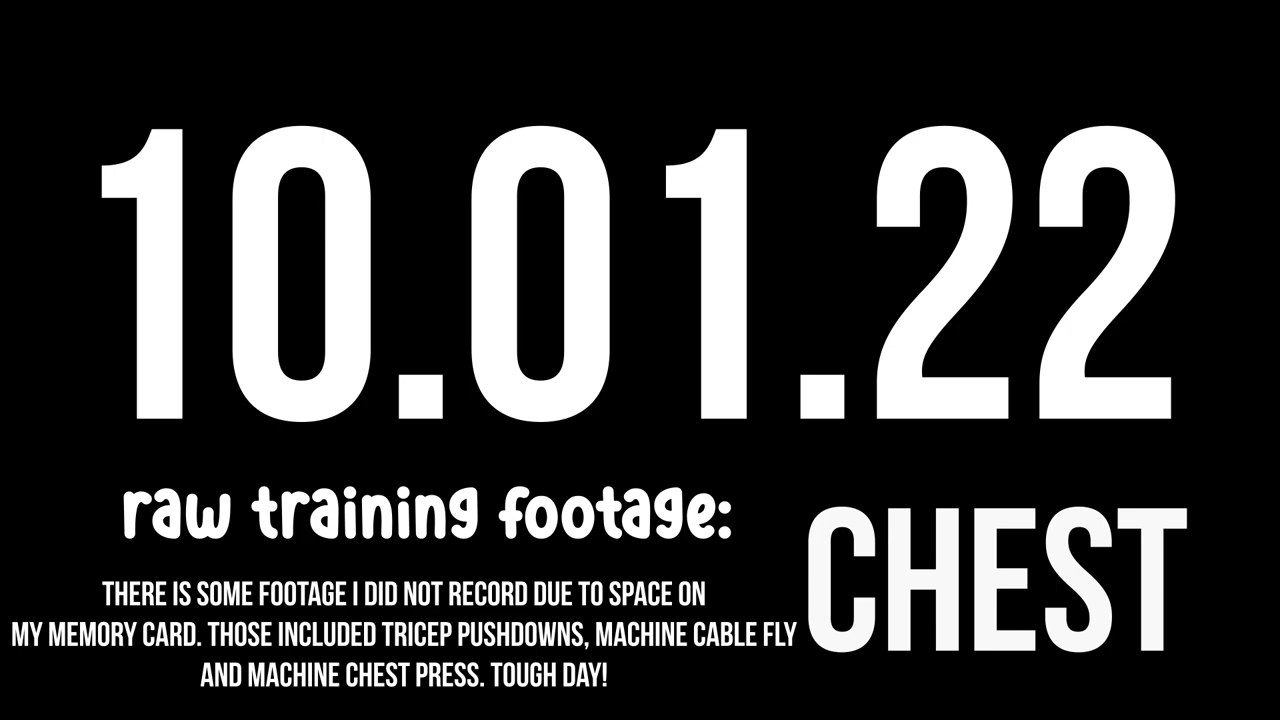 10.01.22
raw training footage:
CHEST
THERE IS SOME FOOTAGE I DID NOT RECORD DUE TO SPACE ON
MY MEMORY CARD. THOSE INCLUDED TRICEP PUSHDOWNS, MACHINE CABLE FLY
AND MACHINE CHEST PRESS. TOUGH DAY!